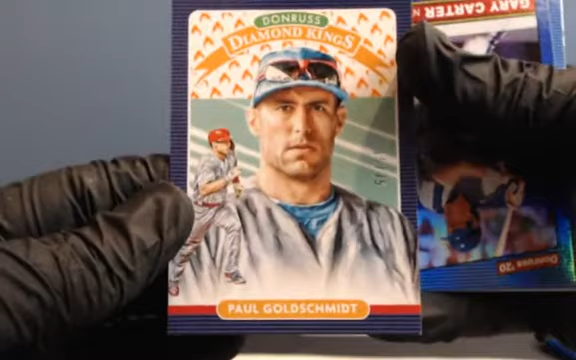 DONRUSS
DIAMOND KINGS
PAUL GOLDSCHMIDT
GARY CARTER
Donruss '20